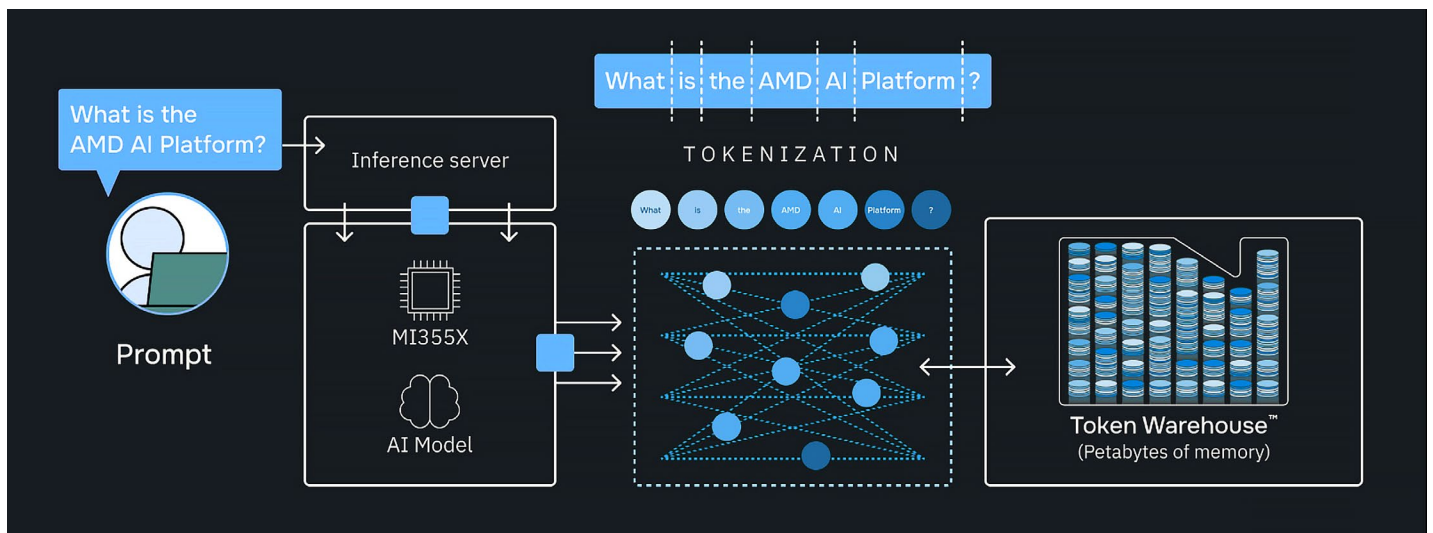 What is the
AMD AI Platform?
Prompt
Inference server
MI355X
AI Model
What is the AMD AI Platform ?
TOKENIZATION
What is the AMD AI Platform ?
Token Warehouse™
(Petabytes of memory)